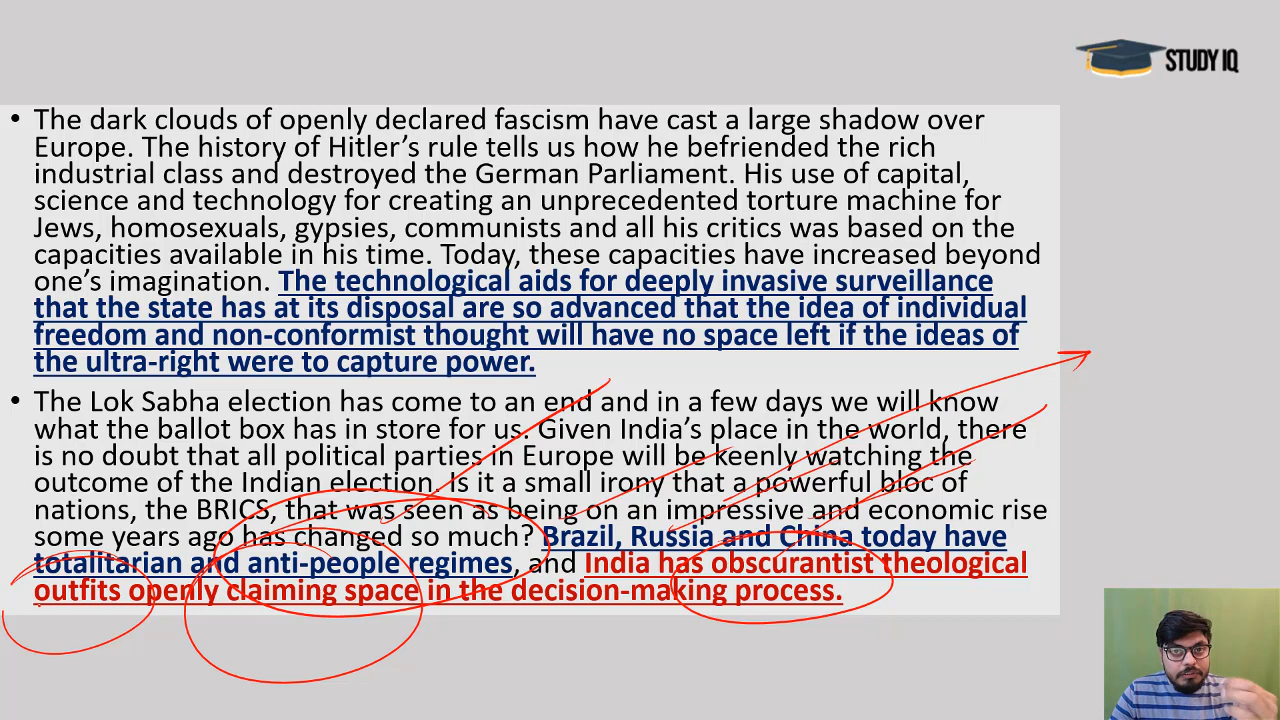 STUDY IQ
• The dark clouds of openly declared fascism have cast a large shadow over
Europe. The history of Hitler’s rule tells us how he befriended the rich
industrial class and destroyed the German Parliament. His use of capital,
science and technology for creating an unprecedented torture machine for
Jews, homosexuals, gypsies, communists and all his critics was based on the
capacities available in his time. Today, these capacities have increased beyond
one’s imagination. The technological aids for deeply invasive surveillance
that the state has at its disposal are so advanced that the idea of individual
freedom and non-conformist thought will have no space left if the ideas of
the ultra-right were to capture power.
• The Lok Sabha election has come to an end and in a few days we will know
what the ballot box has in store for us. Given India’s place in the world, there
is no doubt that all political parties in Europe will be keenly watching the
outcome of the Indian election. Is it a small irony that a powerful bloc of
nations, the BRICS, that was seen as being on an impressive and economic rise
some years ago has changed so much? Brazil, Russia and China today have
totalitarian and anti-people regimes, and India has obscurantist theological
outfits openly claiming space in the decision-making process.